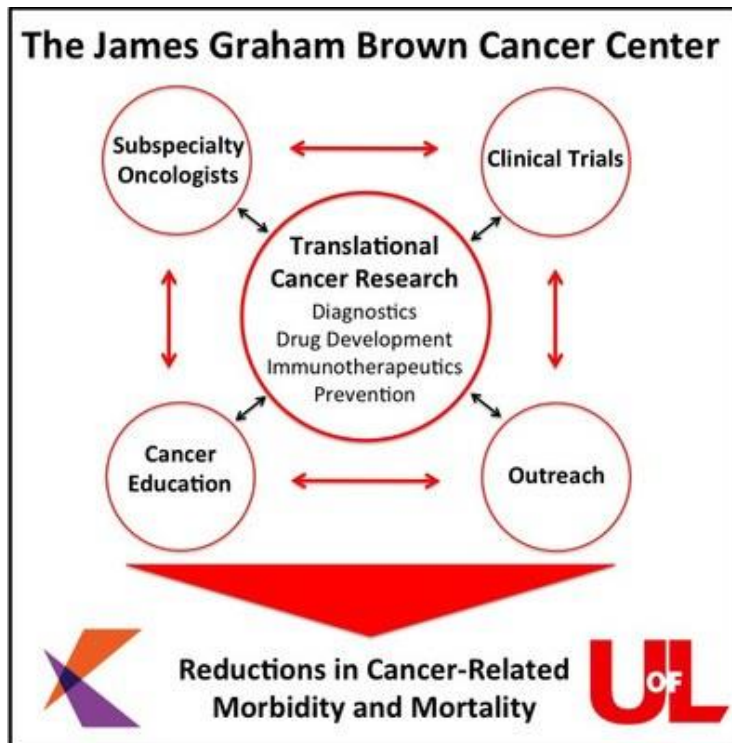 The James Graham Brown Cancer Center
Subspecialty
Oncologists
Clinical Trials
Translational
Cancer Research
Diagnostics
Drug Development
Immunotherapeutics
Prevention
Cancer
Education
Outreach
Reductions in Cancer-Related
Morbidity and Mortality
U OF L